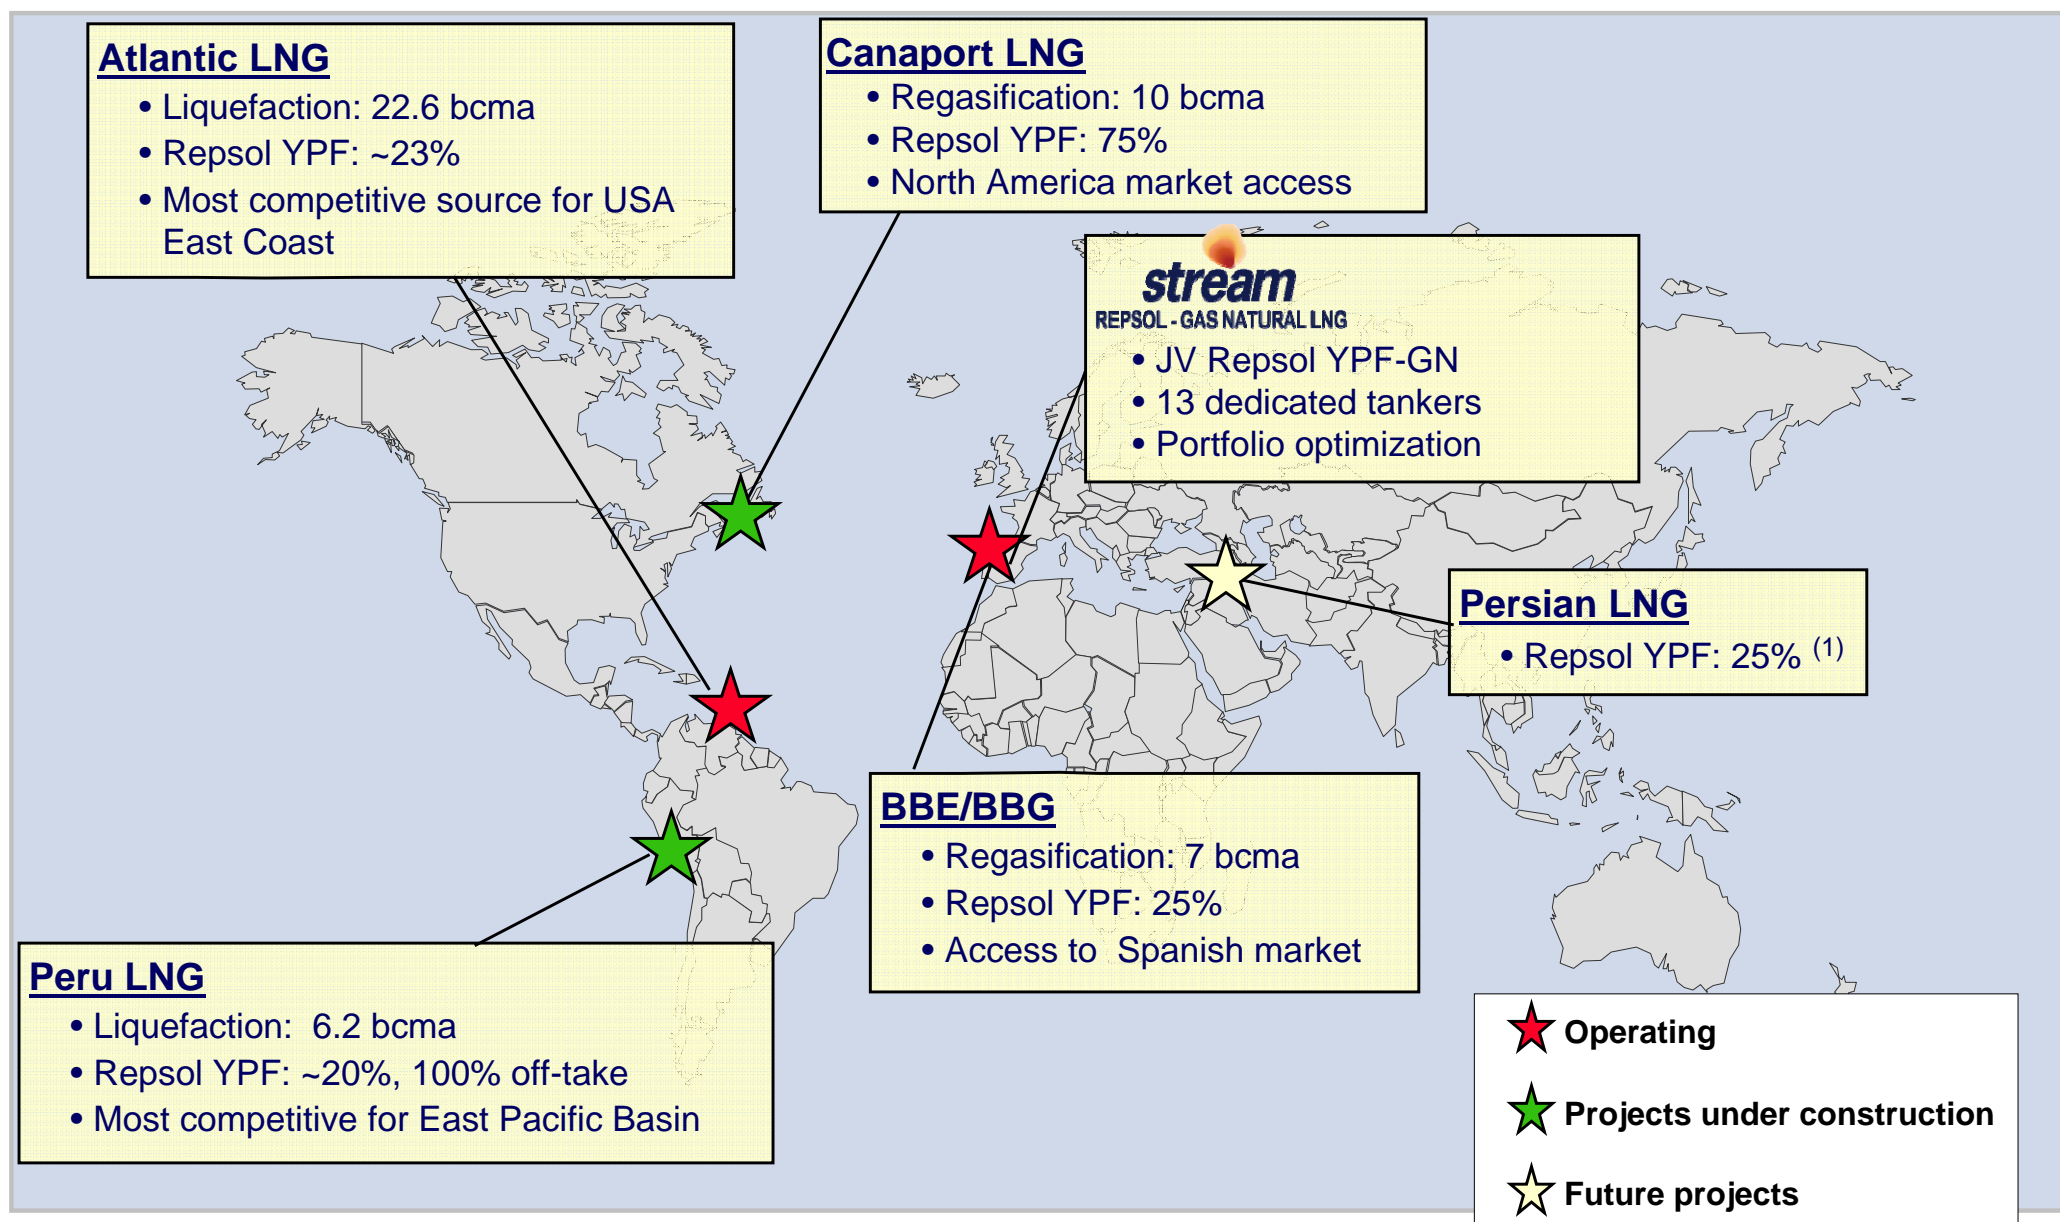 Atlantic LNG
• Liquefaction: 22.6 bcma
• Repsol YPF: ~23%
• Most competitive source for USA
East Coast
Canaport LNG
• Regasification: 10 bcma
• Repsol YPF: 75%
• North America market access
stream
REPSOL - GAS NATURAL LNG
• JV Repsol YPF-GN
• 13 dedicated tankers
• Portfolio optimization
Persian LNG
• Repsol YPF: 25% (1)
BBE/BBG
• Regasification: 7 bcma
• Repsol YPF: 25%
• Access to  Spanish market
Peru LNG
• Liquefaction:  6.2 bcma
• Repsol YPF: ~20%, 100% off-take
• Most competitive for East Pacific Basin
Operating
Projects under construction
Future projects